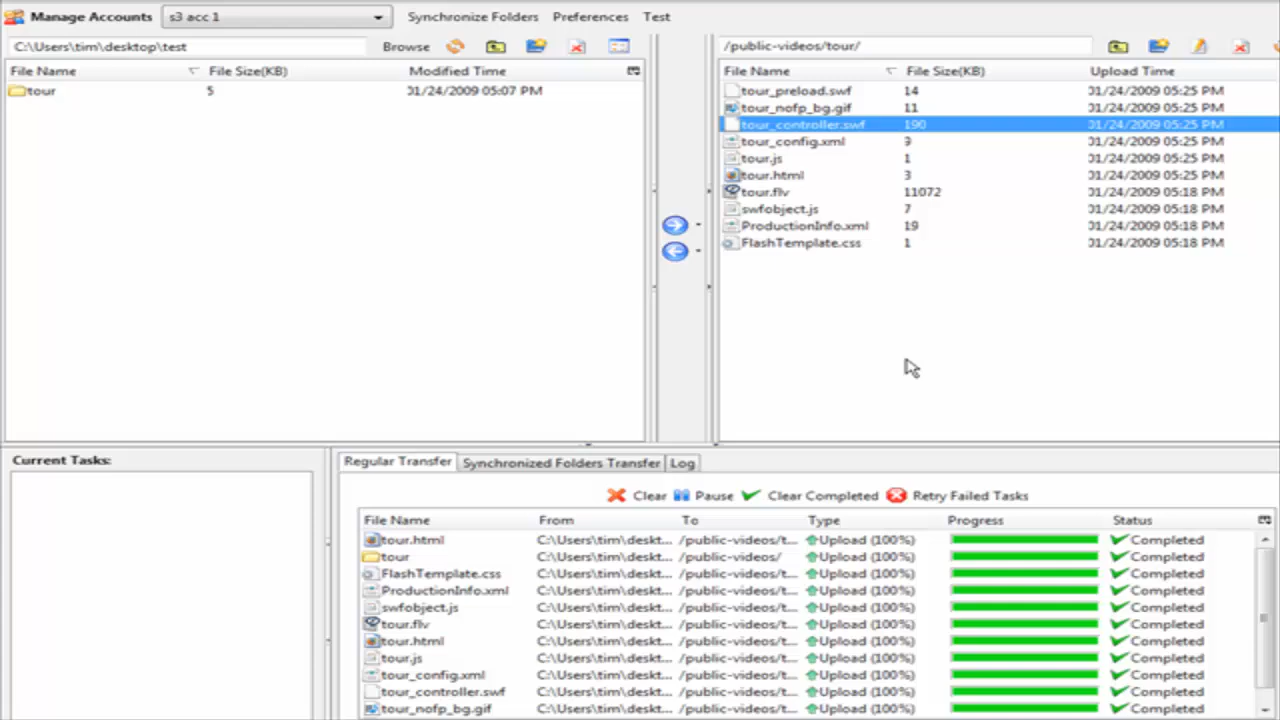 Manage Accounts s3 acc 1 Synchronize Folders Preferences Test
C:\Users\tim\desktop\test Browse
File Name File Size(KB) Modified Time
tour 5 01/24/2009 05:07 PM
/public-videos/tour/
File Name File Size(KB) Upload Time
tour_preload.swf 14 01/24/2009 05:25 PM
tour_nofp_bg.gif 11 01/24/2009 05:25 PM
tour_controller.swf 190 01/24/2009 05:25 PM
tour_config.xml 3 01/24/2009 05:25 PM
tour.js 1 01/24/2009 05:25 PM
tour.html 3 01/24/2009 05:25 PM
tour.flv 11072 01/24/2009 05:18 PM
swfobject.js 7 01/24/2009 05:18 PM
ProductionInfo.xml 19 01/24/2009 05:18 PM
FlashTemplate.css 1 01/24/2009 05:18 PM
Current Tasks:
Regular Transfer Synchronized Folders Transfer Log
Clear Pause Clear Completed Retry Failed Tasks
File Name From To Type Progress Status
tour.html C:\Users\tim\deskt... /public-videos/t... Upload (100%) Completed
tour C:\Users\tim\deskt... /public-videos/ Upload (100%) Completed
FlashTemplate.css C:\Users\tim\deskt... /public-videos/t... Upload (100%) Completed
ProductionInfo.xml C:\Users\tim\deskt... /public-videos/t... Upload (100%) Completed
swfobject.js C:\Users\tim\deskt... /public-videos/t... Upload (100%) Completed
tour.flv C:\Users\tim\deskt... /public-videos/t... Upload (100%) Completed
tour.html C:\Users\tim\deskt... /public-videos/t... Upload (100%) Completed
tour.js C:\Users\tim\deskt... /public-videos/t... Upload (100%) Completed
tour_config.xml C:\Users\tim\deskt... /public-videos/t... Upload (100%) Completed
tour_controller.swf C:\Users\tim\deskt... /public-videos/t... Upload (100%) Completed
tour_nofp_bg.gif C:\Users\tim\deskt... /public-videos/t... Upload (100%) Completed